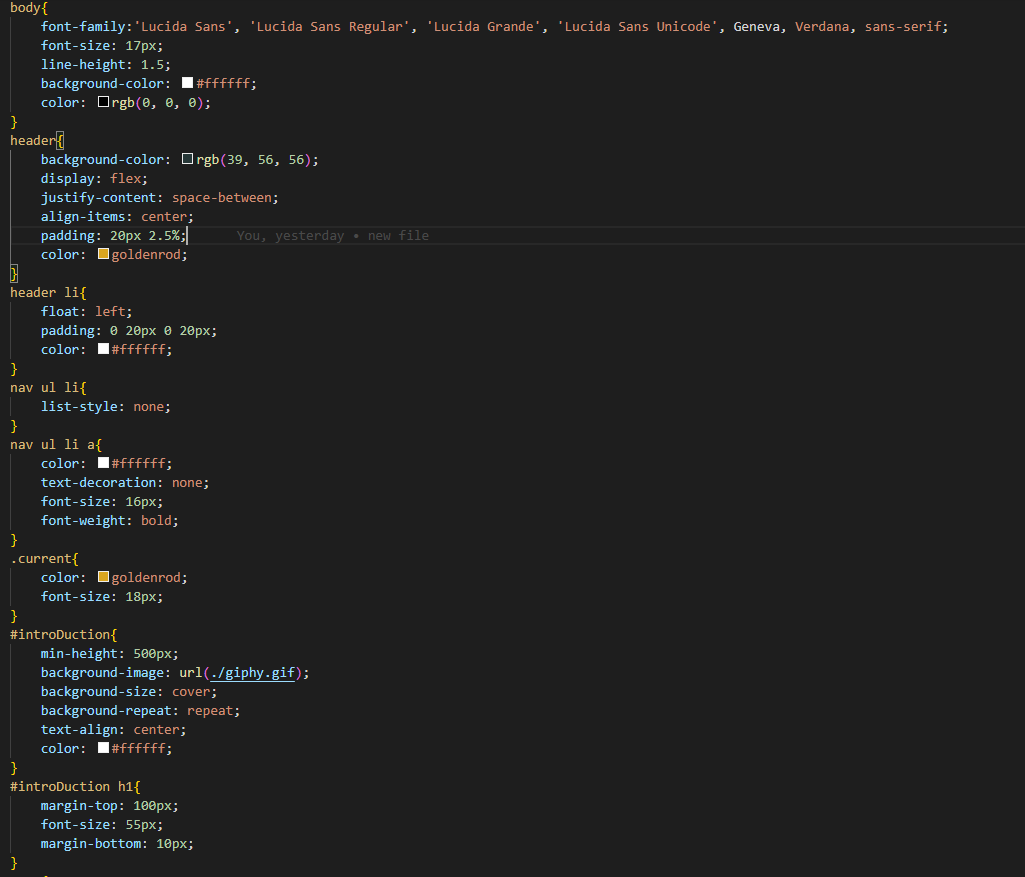 body{
    font-family:'Lucida Sans', 'Lucida Sans Regular', 'Lucida Grande', 'Lucida Sans Unicode', Geneva, Verdana, sans-serif;
    font-size: 17px;
    line-height: 1.5;
    background-color: #ffffff;
    color: rgb(0, 0, 0);
}
header{
    background-color: rgb(39, 56, 56);
    display: flex;
    justify-content: space-between;
    align-items: center;
    padding: 20px 2.5%;      You, yesterday • new file
    color: goldenrod;
}
header li{
    float: left;
    padding: 0 20px 0 20px;
    color: #ffffff;
}
nav ul li{
    list-style: none;
}
nav ul li a{
    color: #ffffff;
    text-decoration: none;
    font-size: 16px;
    font-weight: bold;
}
.current{
    color: goldenrod;
    font-size: 18px;
}
#introDuction{
    min-height: 500px;
    background-image: url(./giphy.gif);
    background-size: cover;
    background-repeat: repeat;
    text-align: center;
    color: #ffffff;
}
#introDuction h1{
    margin-top: 100px;
    font-size: 55px;
    margin-bottom: 10px;
}